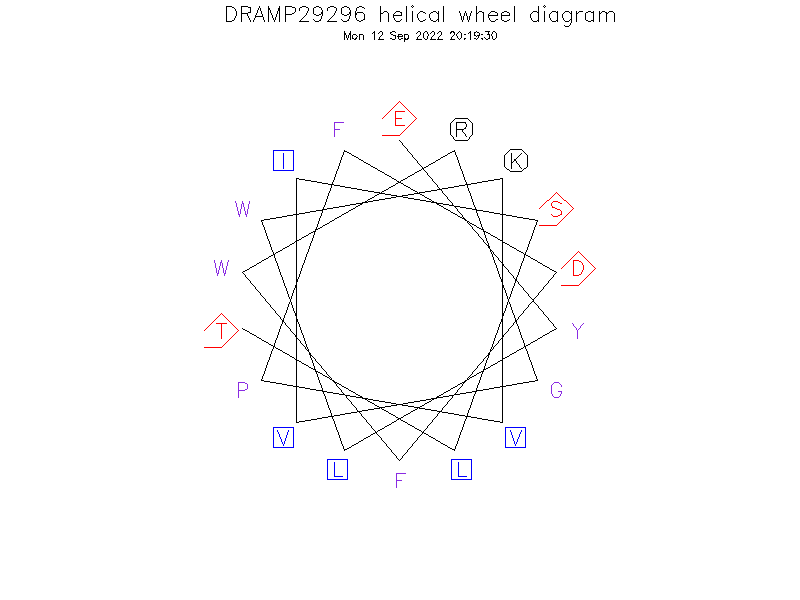 DRAMP29296 helical wheel diagram
Mon 12 Sep 2022 20:19:30
E
F R
I K
W S
W D
T Y
P G
V V
L L
F